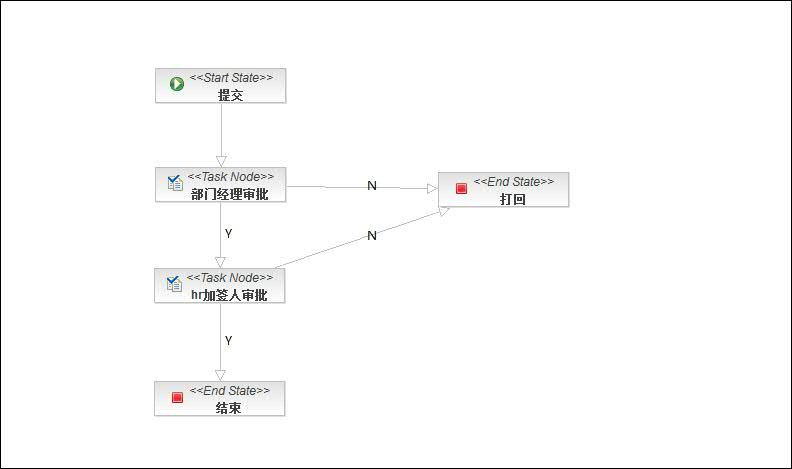 <<Start State>>
提交
<<Task Node>>
部门经理审批
N
<<End State>>
打回
Y
N
<<Task Node>>
hr加签人审批
Y
<<End State>>
结束